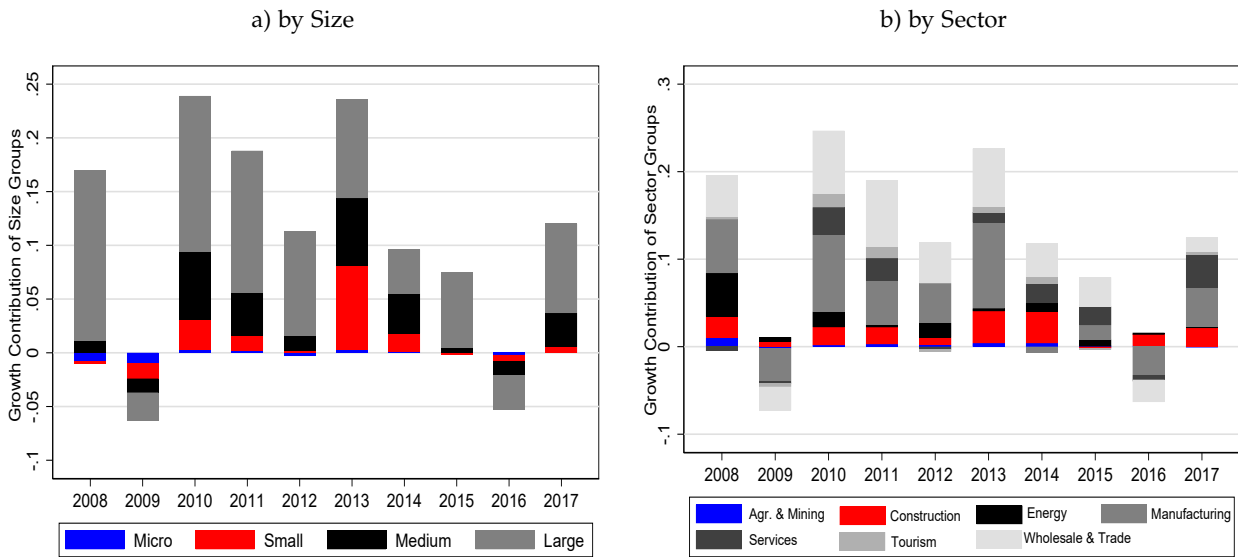 a) by Size
Growth Contribution of Size Groups
.25
.2
.15
.1
.05
0
-.05
-.1
2008 2009 2010 2011 2012 2013 2014 2015 2016 2017
Micro Small Medium Large
b) by Sector
Growth Contribution of Sector Groups
.3
.2
.1
0
-.1
2008 2009 2010 2011 2012 2013 2014 2015 2016 2017
Agr. & Mining Construction Energy Manufacturing
Services Tourism Wholesale & Trade